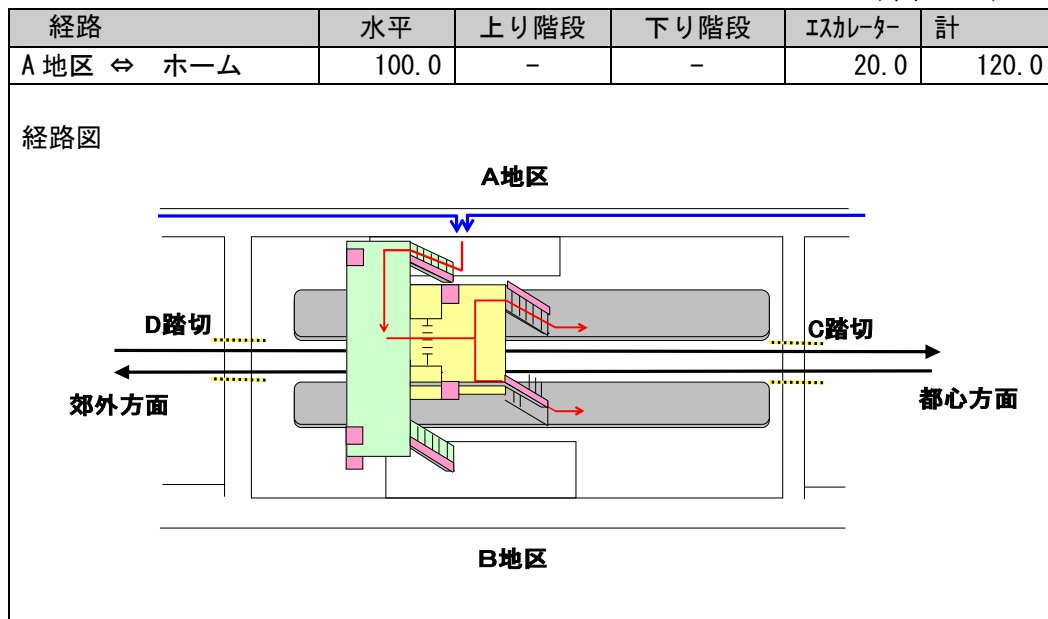 経路 水平 上り階段 下り階段 エスカレーター 計
A地区 ⇔ ホーム 100.0 － － 20.0 120.0
経路図
A地区
D踏切
C踏切
郊外方面
都心方面
B地区